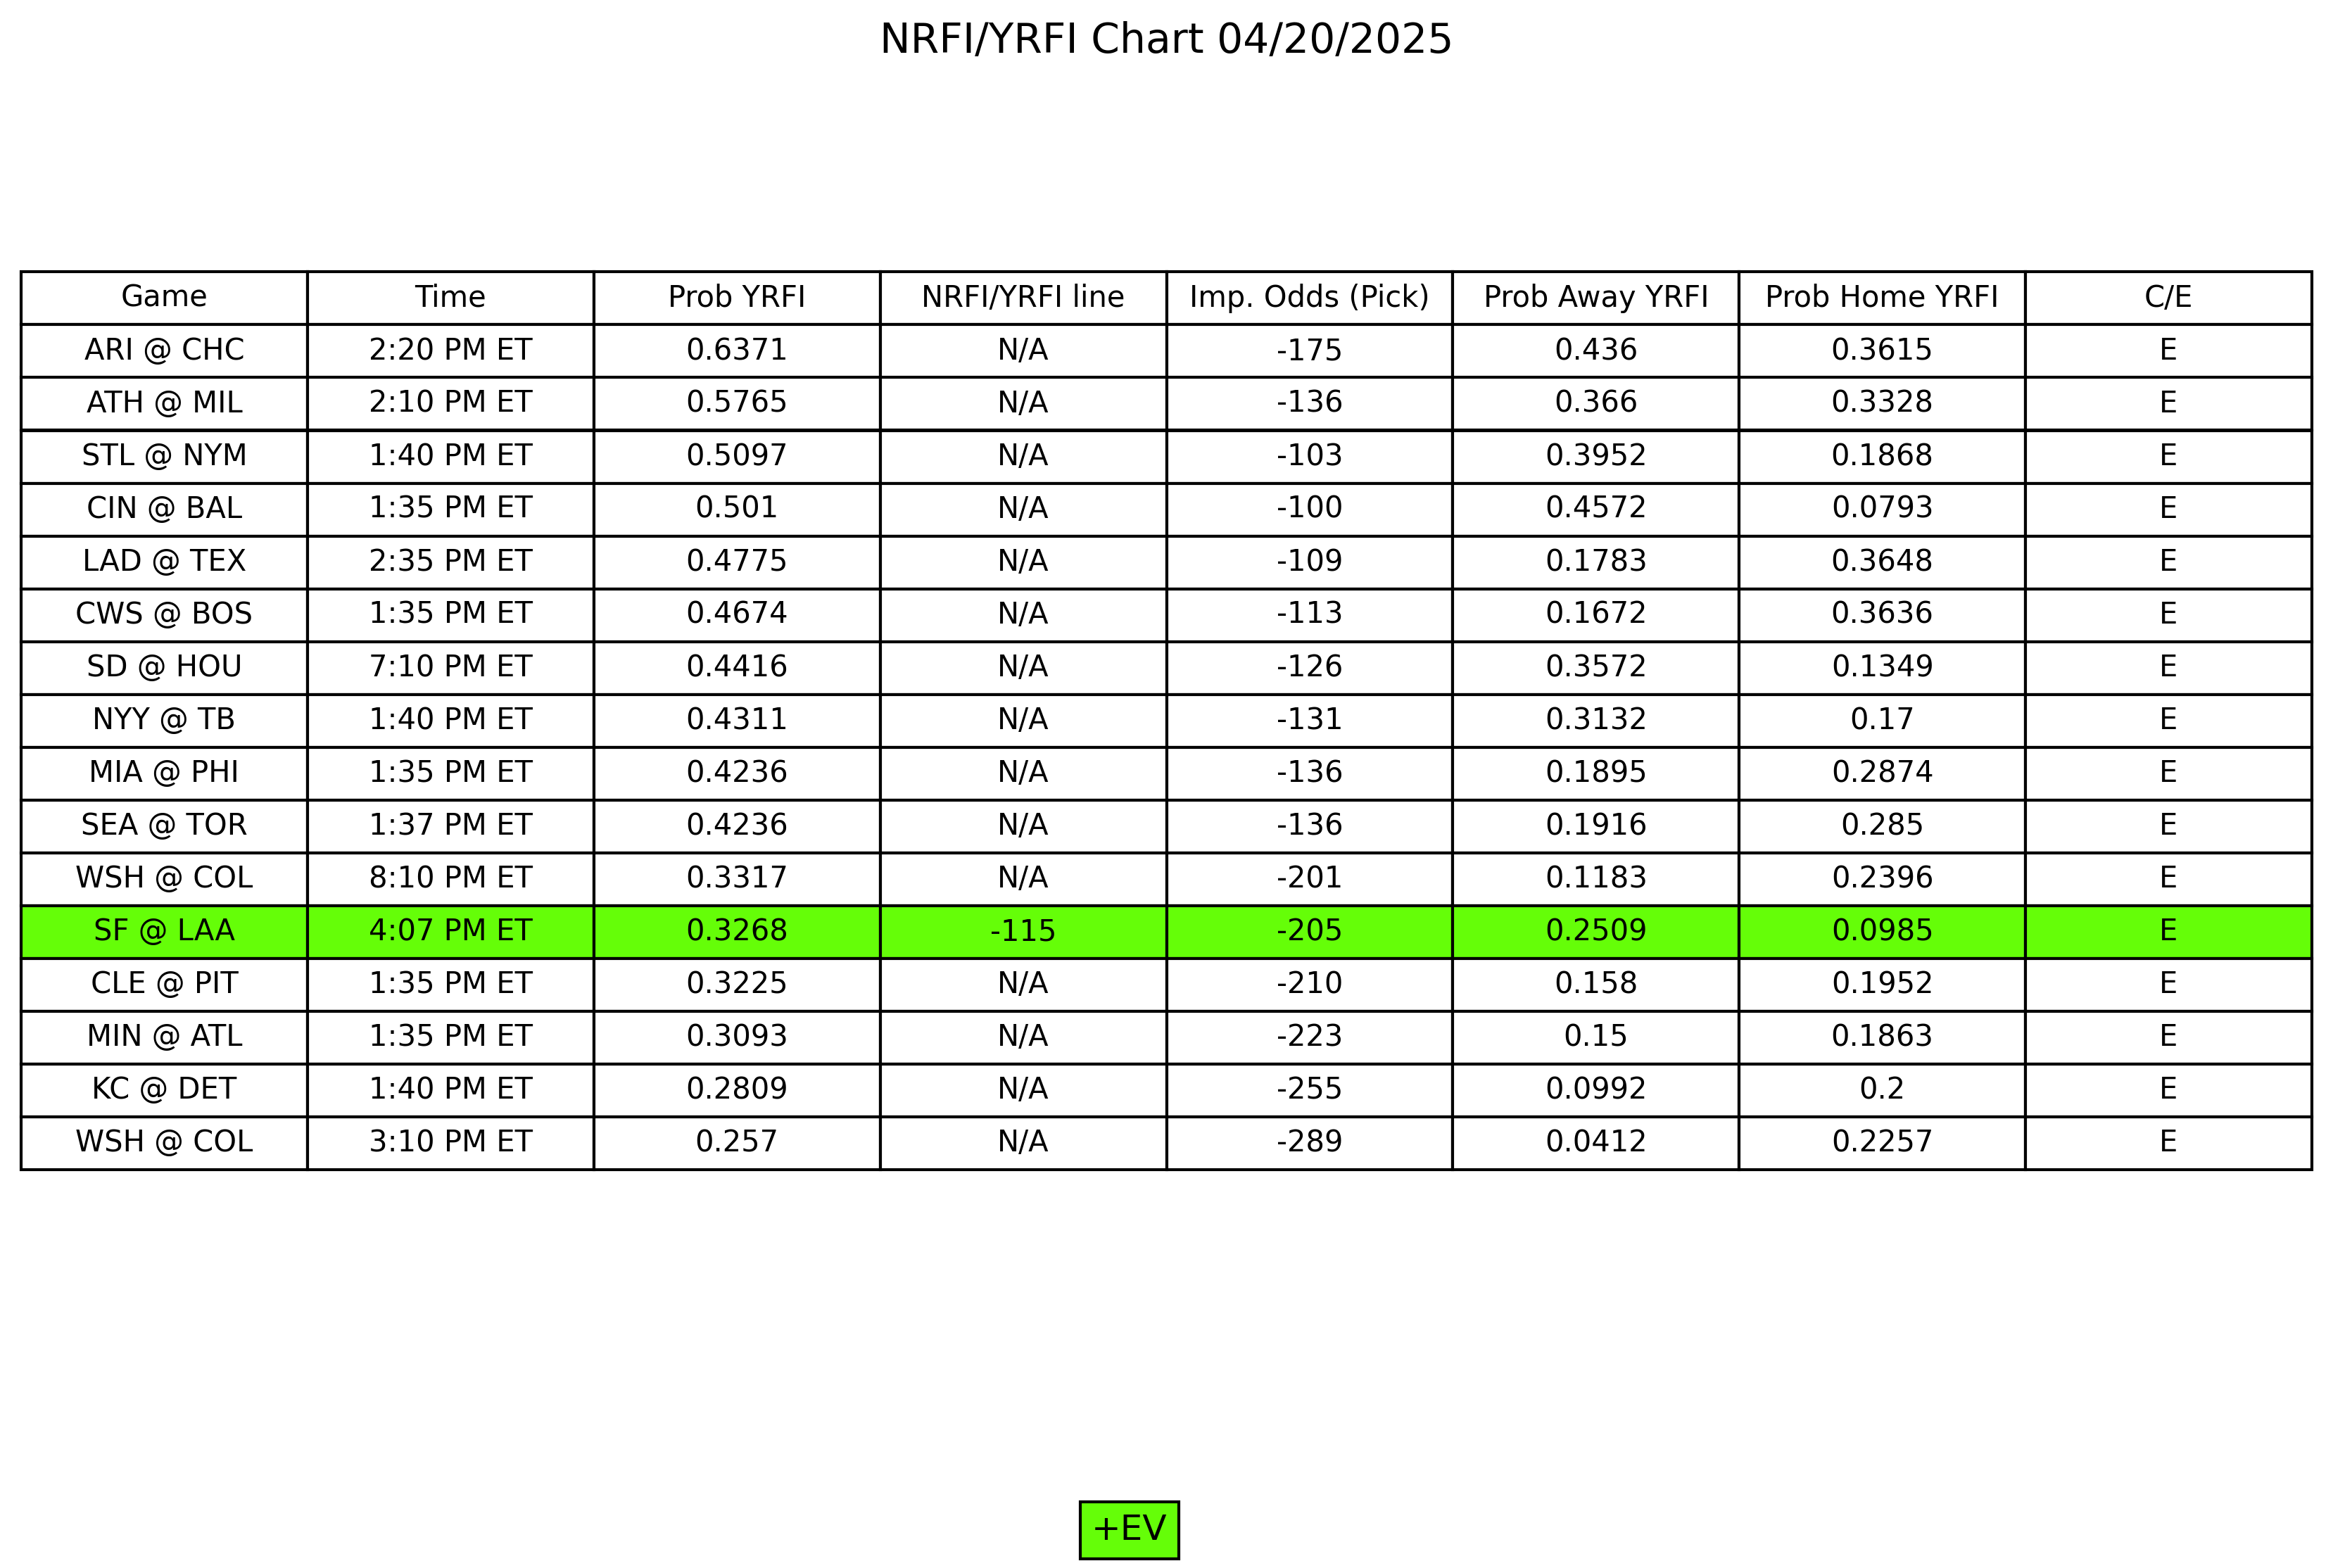 NRFI/YRFI Chart 04/20/2025
Game Time Prob YRFI NRFI/YRFI line Imp. Odds (Pick) Prob Away YRFI Prob Home YRFI C/E
ARI @ CHC 2:20 PM ET 0.6371 N/A -175 0.436 0.3615 E
ATH @ MIL 2:10 PM ET 0.5765 N/A -136 0.366 0.3328 E
STL @ NYM 1:40 PM ET 0.5097 N/A -103 0.3952 0.1868 E
CIN @ BAL 1:35 PM ET 0.501 N/A -100 0.4572 0.0793 E
LAD @ TEX 2:35 PM ET 0.4775 N/A -109 0.1783 0.3648 E
CWS @ BOS 1:35 PM ET 0.4674 N/A -113 0.1672 0.3636 E
SD @ HOU 7:10 PM ET 0.4416 N/A -126 0.3572 0.1349 E
NYY @ TB 1:40 PM ET 0.4311 N/A -131 0.3132 0.17 E
MIA @ PHI 1:35 PM ET 0.4236 N/A -136 0.1895 0.2874 E
SEA @ TOR 1:37 PM ET 0.4236 N/A -136 0.1916 0.285 E
WSH @ COL 8:10 PM ET 0.3317 N/A -201 0.1183 0.2396 E
SF @ LAA 4:07 PM ET 0.3268 -115 -205 0.2509 0.0985 E
CLE @ PIT 1:35 PM ET 0.3225 N/A -210 0.158 0.1952 E
MIN @ ATL 1:35 PM ET 0.3093 N/A -223 0.15 0.1863 E
KC @ DET 1:40 PM ET 0.2809 N/A -255 0.0992 0.2 E
WSH @ COL 3:10 PM ET 0.257 N/A -289 0.0412 0.2257 E
+EV